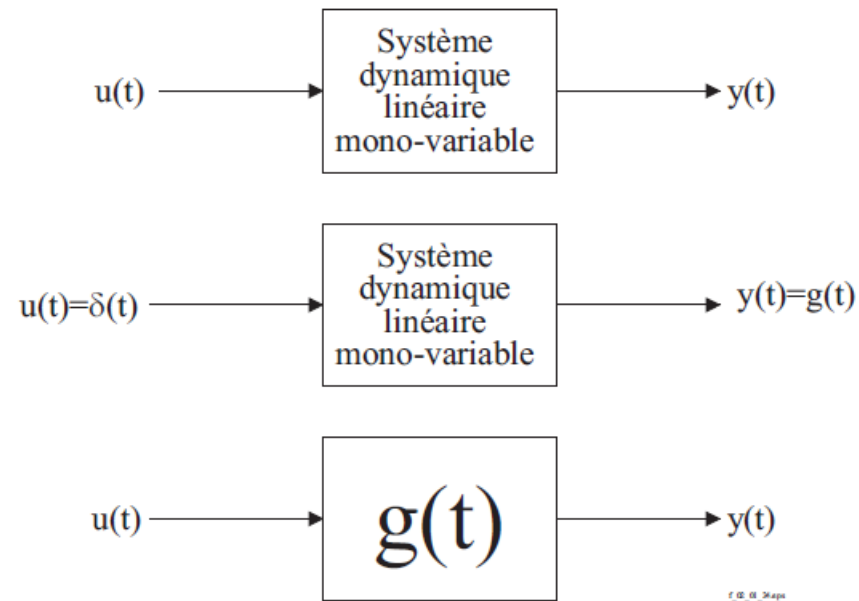 Système
dynamique
linéaire
mono-variable
u(t)
y(t)
Système
dynamique
linéaire
mono-variable
u(t)=δ(t)
y(t)=g(t)
u(t)
g(t)
y(t)